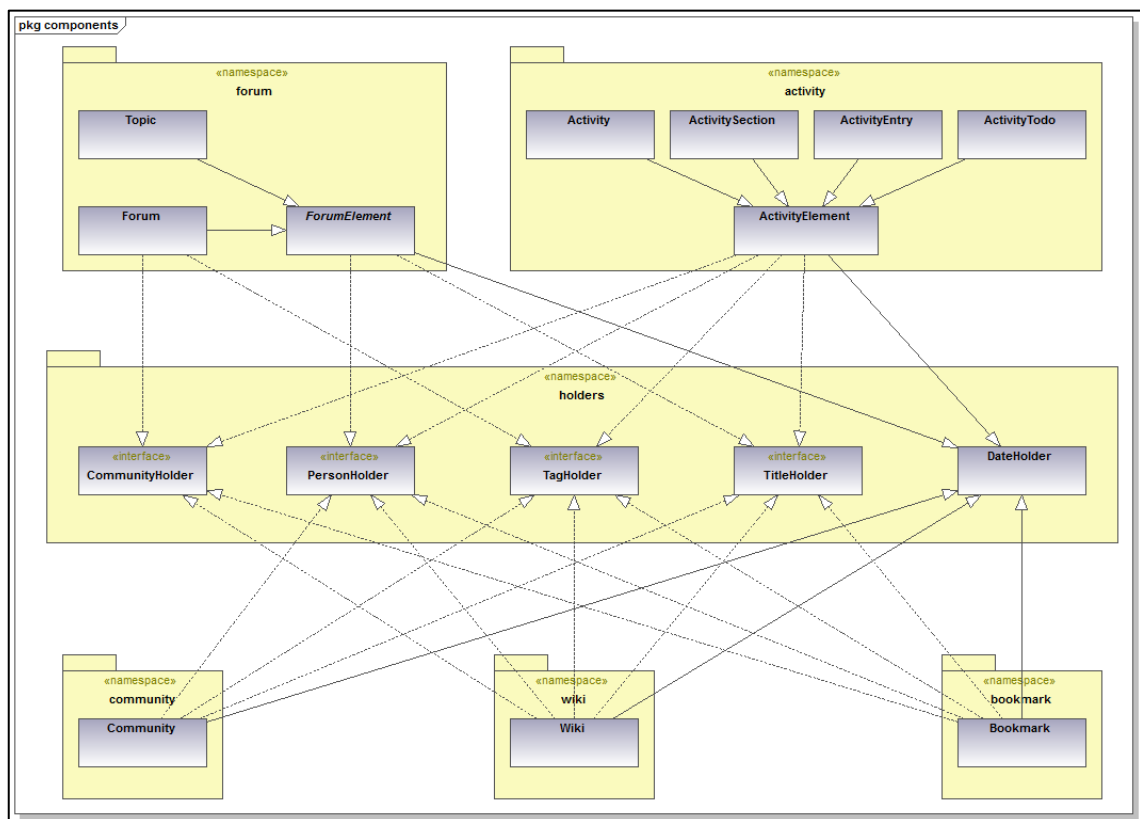 pkg components
«namespace»
forum
Topic
Forum
ForumElement
«namespace»
activity
Activity
ActivitySection
ActivityEntry
ActivityTodo
ActivityElement
«namespace»
holders
«interface»
CommunityHolder
«interface»
PersonHolder
«interface»
TagHolder
«interface»
TitleHolder
DateHolder
«namespace»
community
Community
«namespace»
wiki
Wiki
«namespace»
bookmark
Bookmark